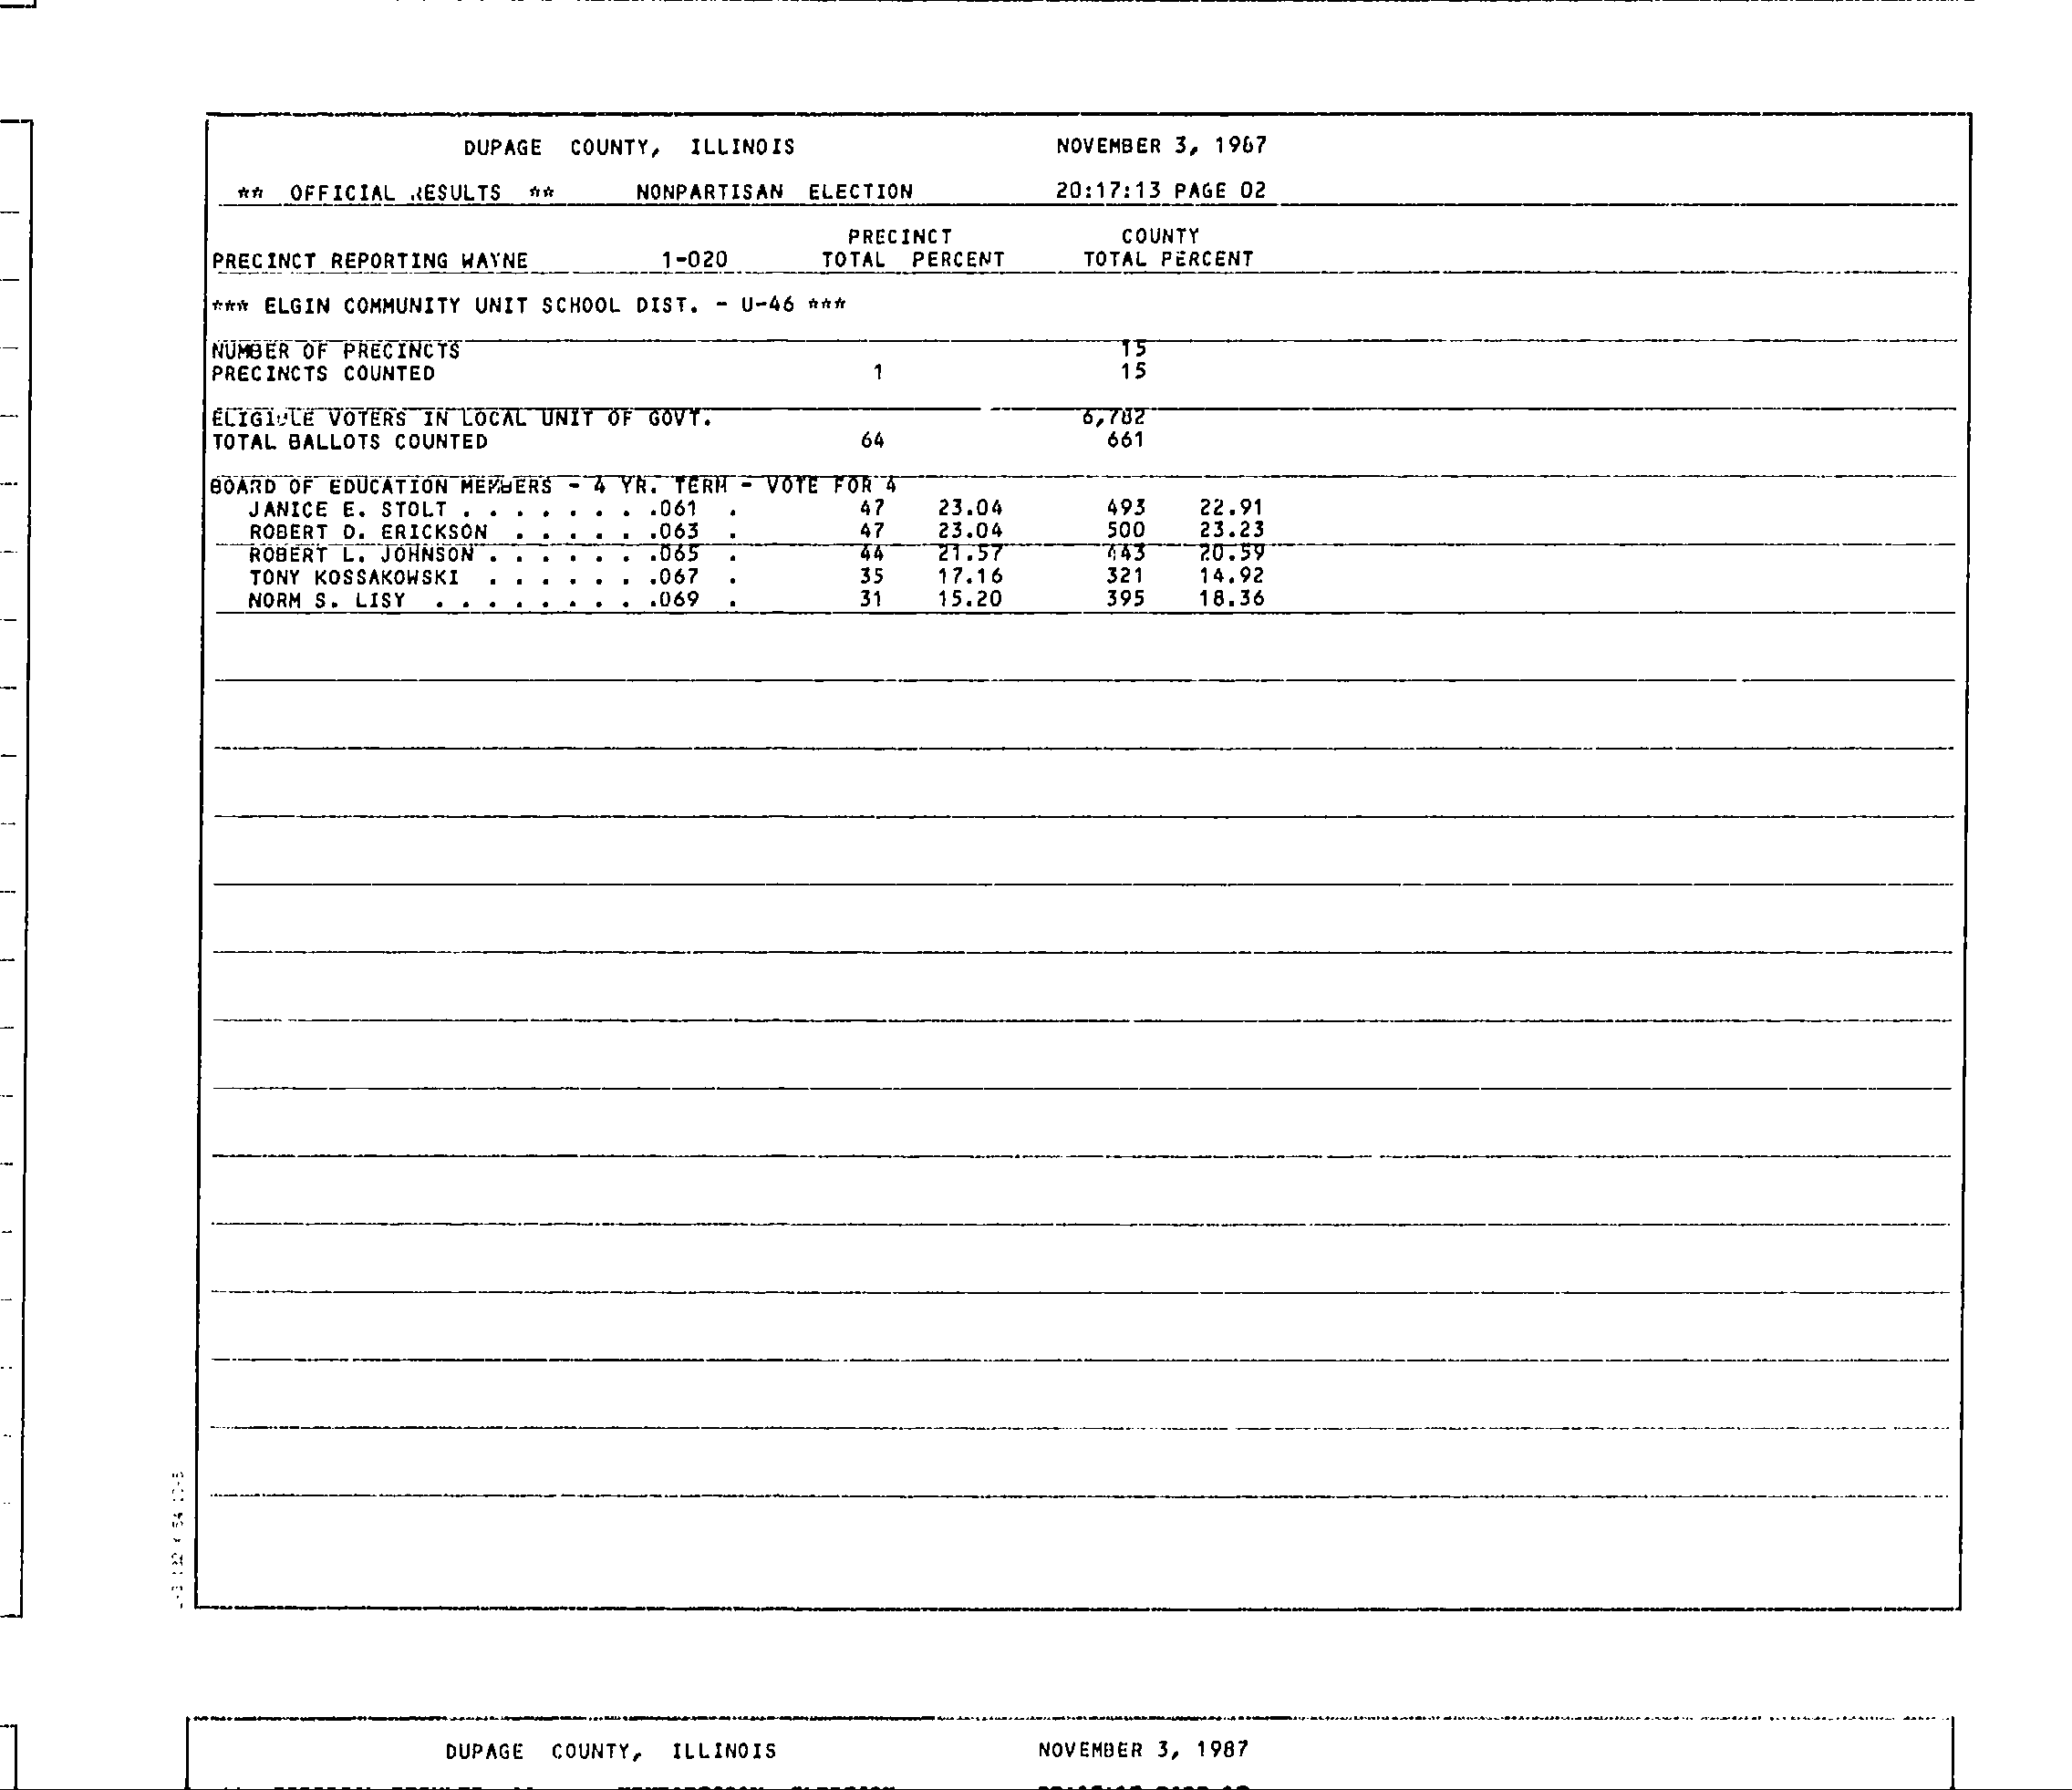 DUPAGE COUNTY, ILLINOIS NOVEMBER 3, 1987
** OFFICIAL RESULTS ** NONPARTISAN ELECTION 20:17:13 PAGE 02
PRECINCT COUNTY
PRECINCT REPORTING WAYNE 1-020 TOTAL PERCENT TOTAL PERCENT
*** ELGIN COMMUNITY UNIT SCHOOL DIST. - U-46 ***
NUMBER OF PRECINCTS 15
PRECINCTS COUNTED 1 15
ELIGIBLE VOTERS IN LOCAL UNIT OF GOVT. 6,782
TOTAL BALLOTS COUNTED 64 661
BOARD OF EDUCATION MEMBERS - 4 YR. TERM - VOTE FOR 4
JANICE E. STOLT . . . . . . . .061 . 47 23.04 493 22.91
ROBERT D. ERICKSON . . . . . .063 . 47 23.04 500 23.23
ROBERT L. JOHNSON . . . . . . .065 . 44 21.57 443 20.59
TONY KOSSAKOWSKI . . . . . . .067 . 35 17.16 321 14.92
NORM S. LISY . . . . . . . . .069 . 31 15.20 395 18.36
DUPAGE COUNTY, ILLINOIS NOVEMBER 3, 1987